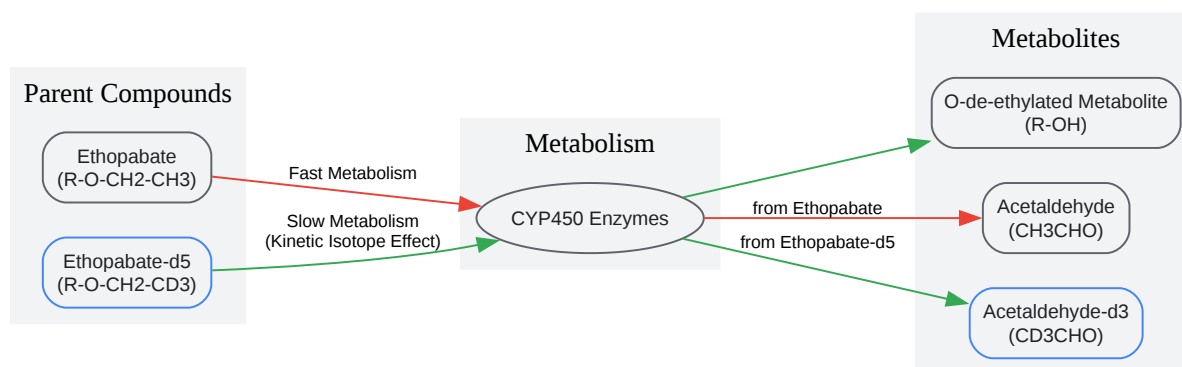 Parent Compounds
Ethopabate
(R-O-CH2-CH3)
Ethopabate-d5
(R-O-CH2-CD3)
Fast Metabolism
Slow Metabolism
(Kinetic Isotope Effect)
Metabolism
CYP450 Enzymes
from Ethopabate
from Ethopabate-d5
Metabolites
O-de-ethylated Metabolite
(R-OH)
Acetaldehyde
(CH3CHO)
Acetaldehyde-d3
(CD3CHO)